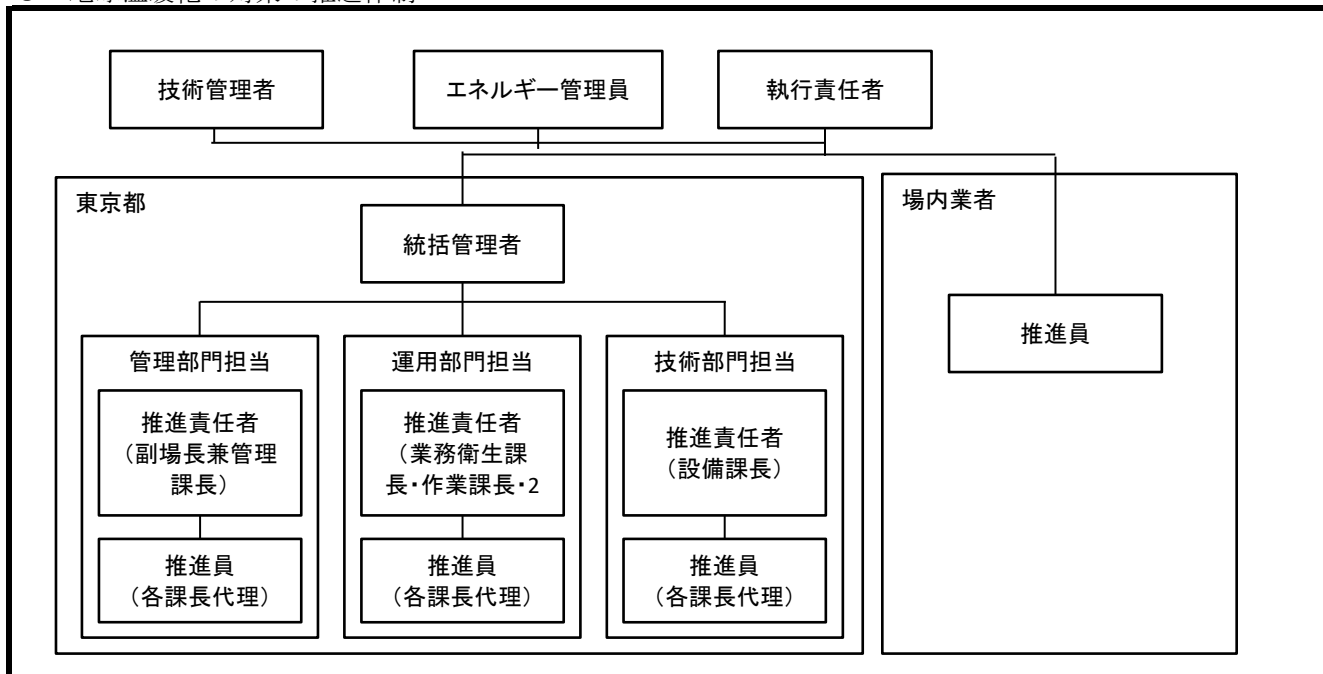 技術管理者
エネルギー管理員
執行責任者
東京都
場内業者
統括管理者
推進員
管理部門担当
運用部門担当
技術部門担当
推進責任者
（副場長兼管理
課長）
推進責任者
（業務衛生課
長・作業課長・2
推進責任者
（設備課長）
推進員
（各課長代理）
推進員
（各課長代理）
推進員
（各課長代理）